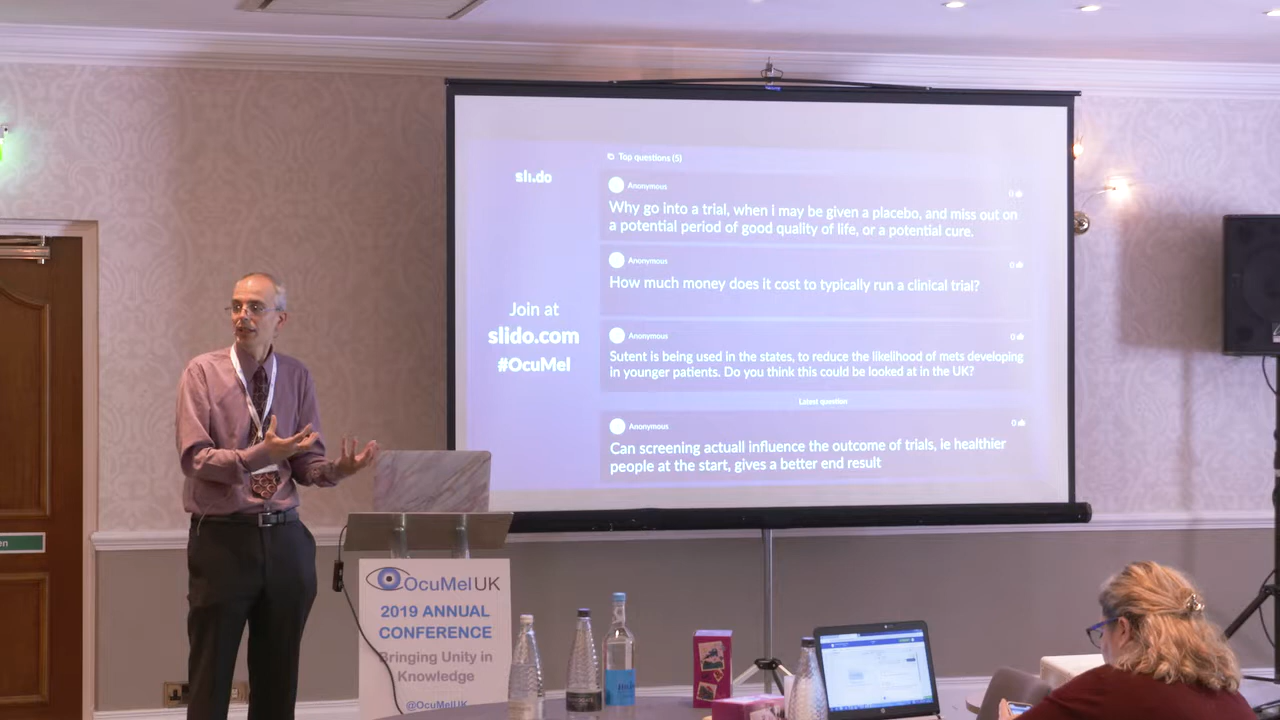 Top questions (5)
sli.do
Anonymous
0
Why go into a trial, when i may be given a placebo, and miss out on
a potential period of good quality of life, or a potential cure.
Anonymous
0
How much money does it cost to typically run a clinical trial?
Join at
slido.com
#OcuMel
Anonymous
0
Sutent is being used in the states, to reduce the likelihood of mets developing
in younger patients. Do you think this could be looked at in the UK?
Latest question
Anonymous
0
Can screening actuall influence the outcome of trials, ie healthier
people at the start, gives a better end result
OcuMelUK
2019 ANNUAL
CONFERENCE
Bringing Unity in
Knowledge
@OcuMelUK